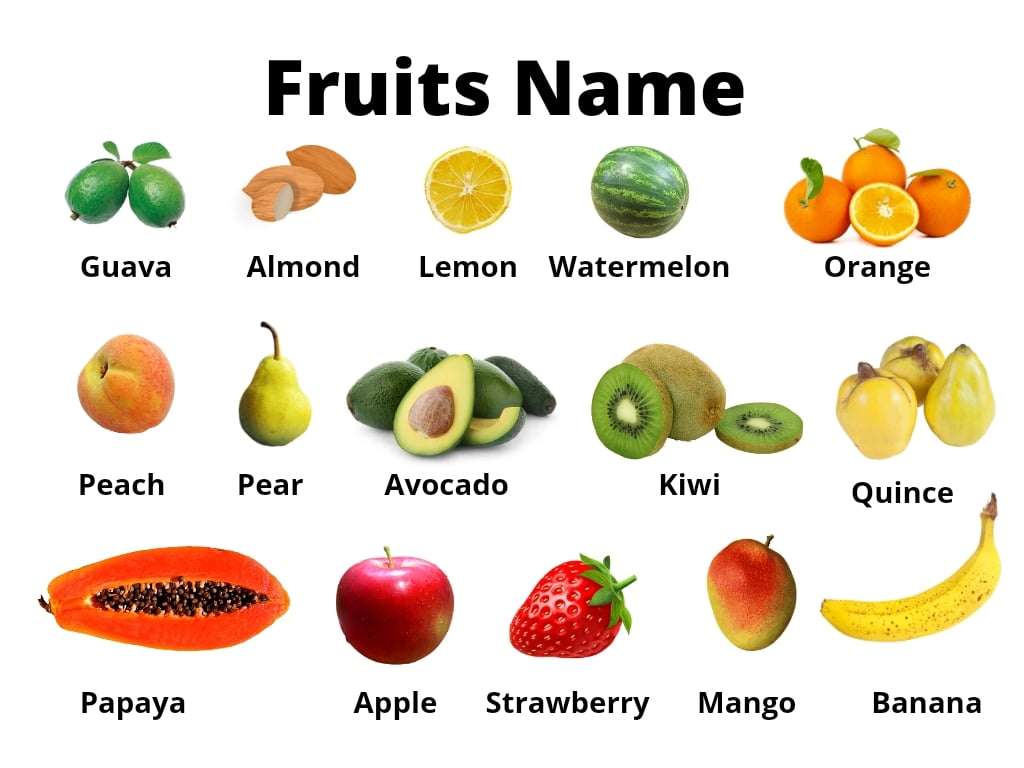 Fruits Name
Guava Almond Lemon Watermelon Orange
Peach Pear Avocado Kiwi Quince
Papaya Apple Strawberry Mango Banana